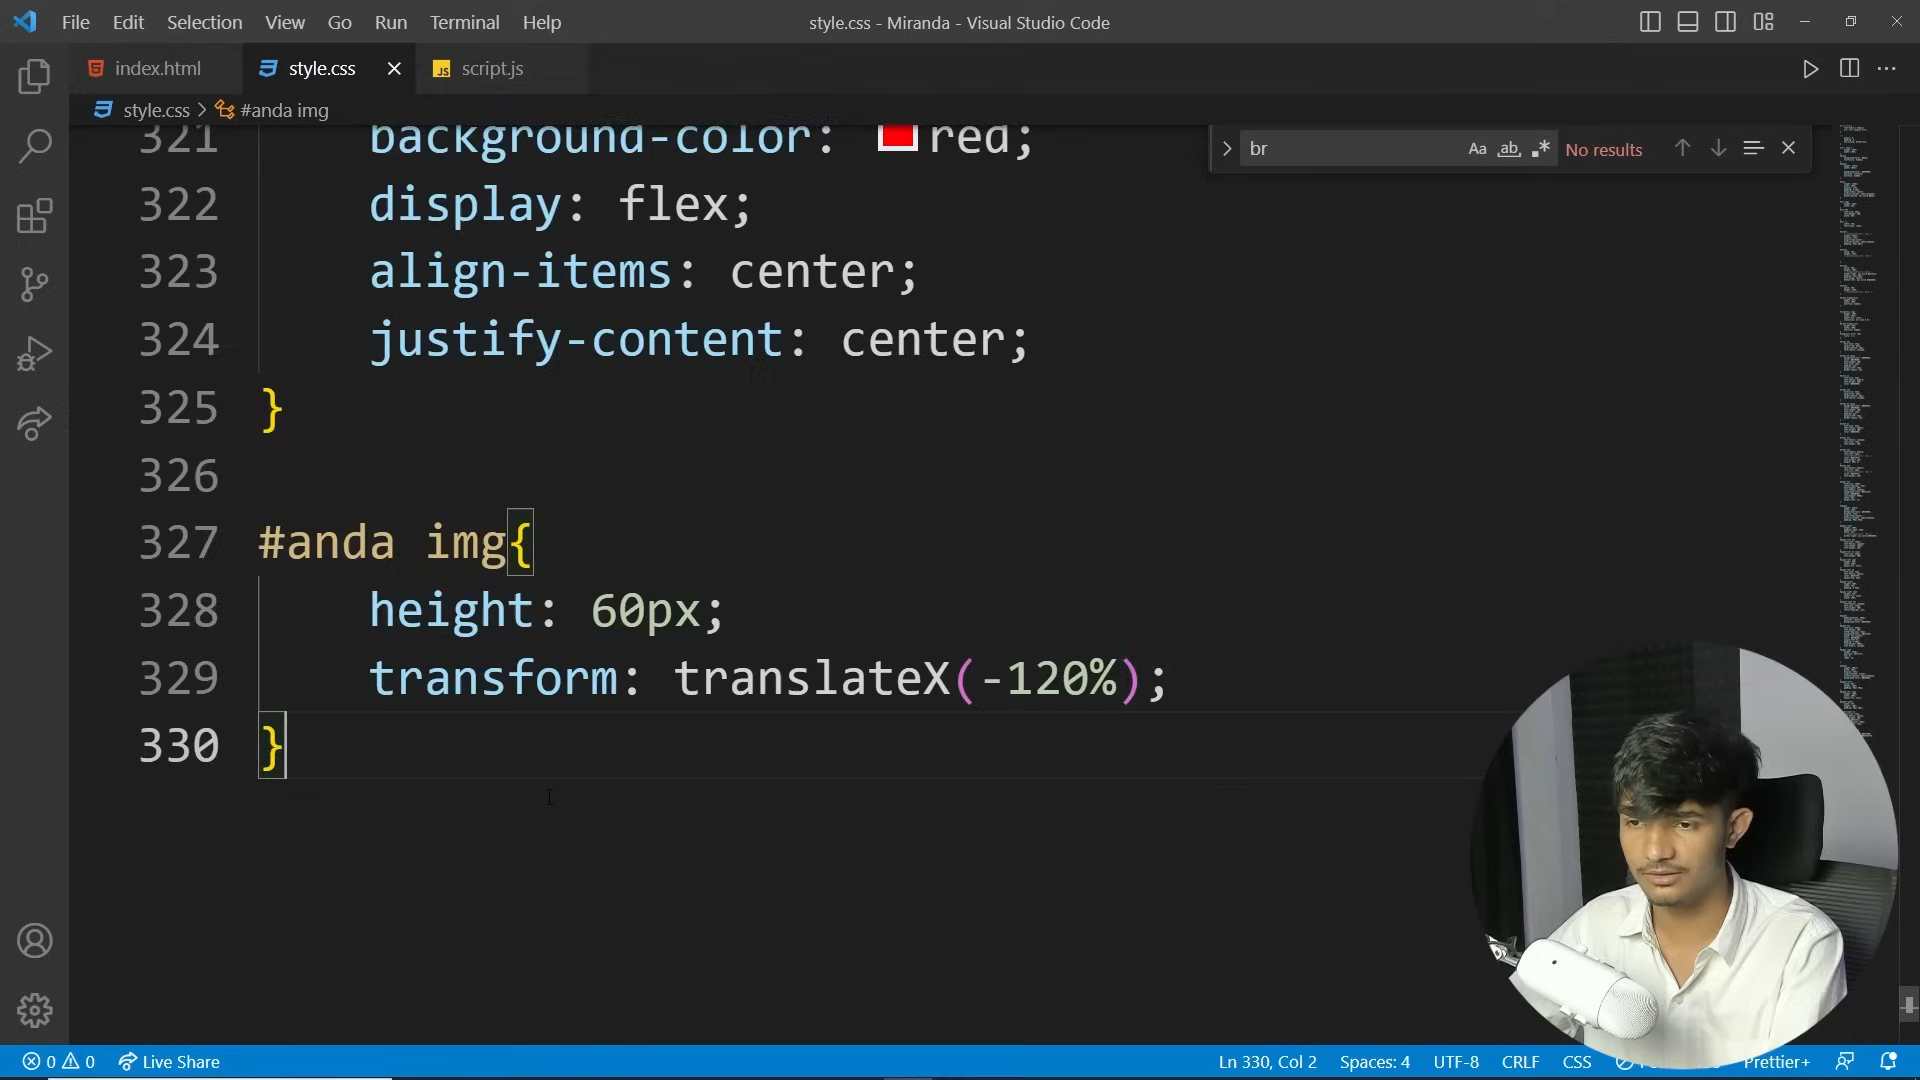 File Edit Selection View Go Run Terminal Help
style.css - Miranda - Visual Studio Code
index.html
style.css
JS script.js
style.css > #anda img
br
Aa ab .*
No results
321 background-color: red;
322 display: flex;
323 align-items: center;
324 justify-content: center;
325 }
326
327 #anda img{
328 height: 60px;
329 transform: translateX(-120%);
330 }
0 0 Live Share
Ln 330, Col 2 Spaces: 4 UTF-8 CRLF CSS Prettier+